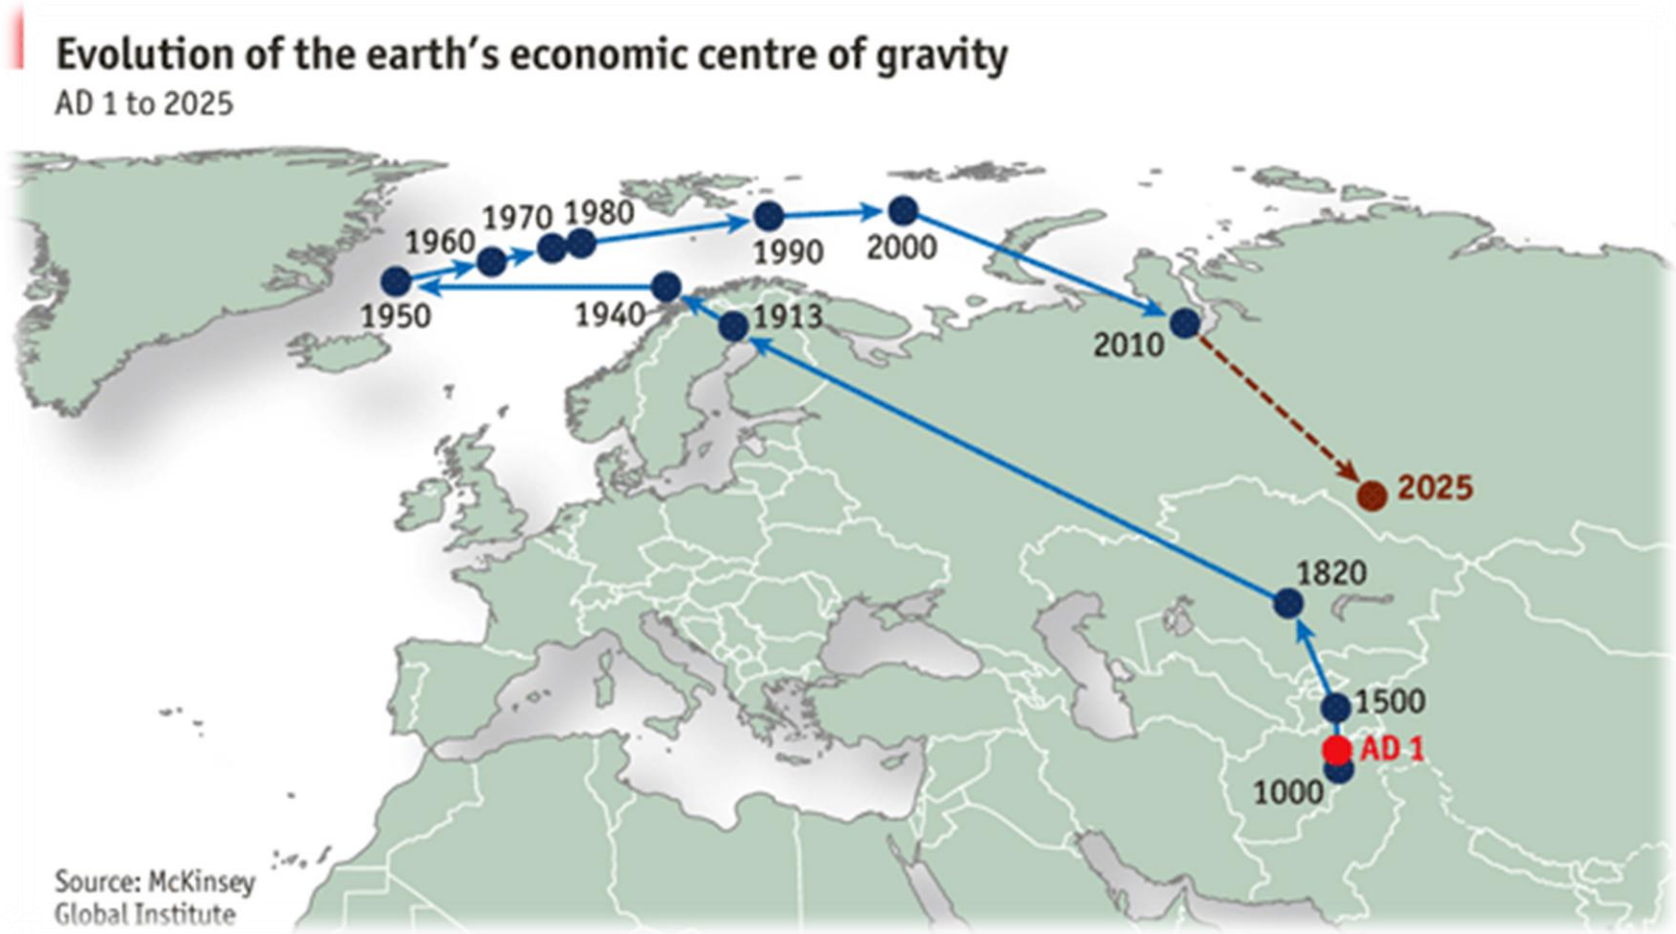 Evolution of the earth's economic centre of gravity
AD 1 to 2025
1970
1980
1960
1990
2000
1950
1940
1913
2010
2025
1820
1500
AD 1
1000
Source: McKinsey
Global Institute